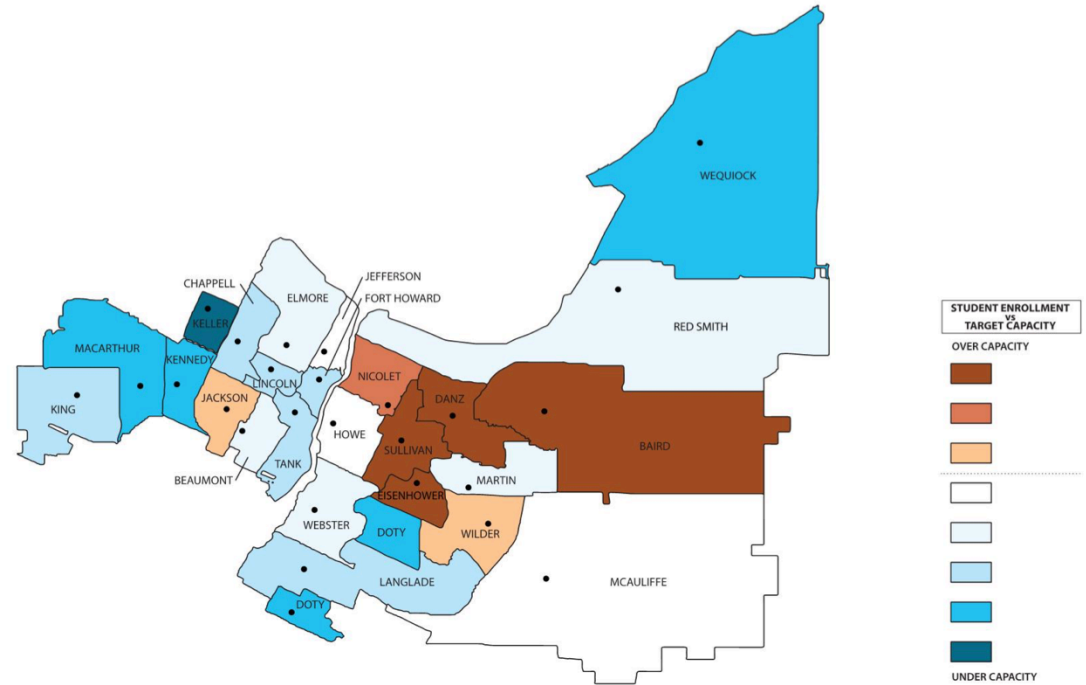 WEQUIOCK
JEFFERSON
CHAPPELL
ELMORE
FORT HOWARD
STUDENT ENROLLMENT
vs
TARGET CAPACITY
KELLER
RED SMITH
OVER CAPACITY
MACARTHUR
KENNEDY
NICOLET
LINCOLN
JACKSON
DANZ
KING
HOWE
SULLIVAN
BAIRD
TANK
BEAUMONT
MARTIN
EISENHOWER
WEBSTER
DOTY
WILDER
LANGLADE
MCAULIFFE
DOTY
UNDER CAPACITY